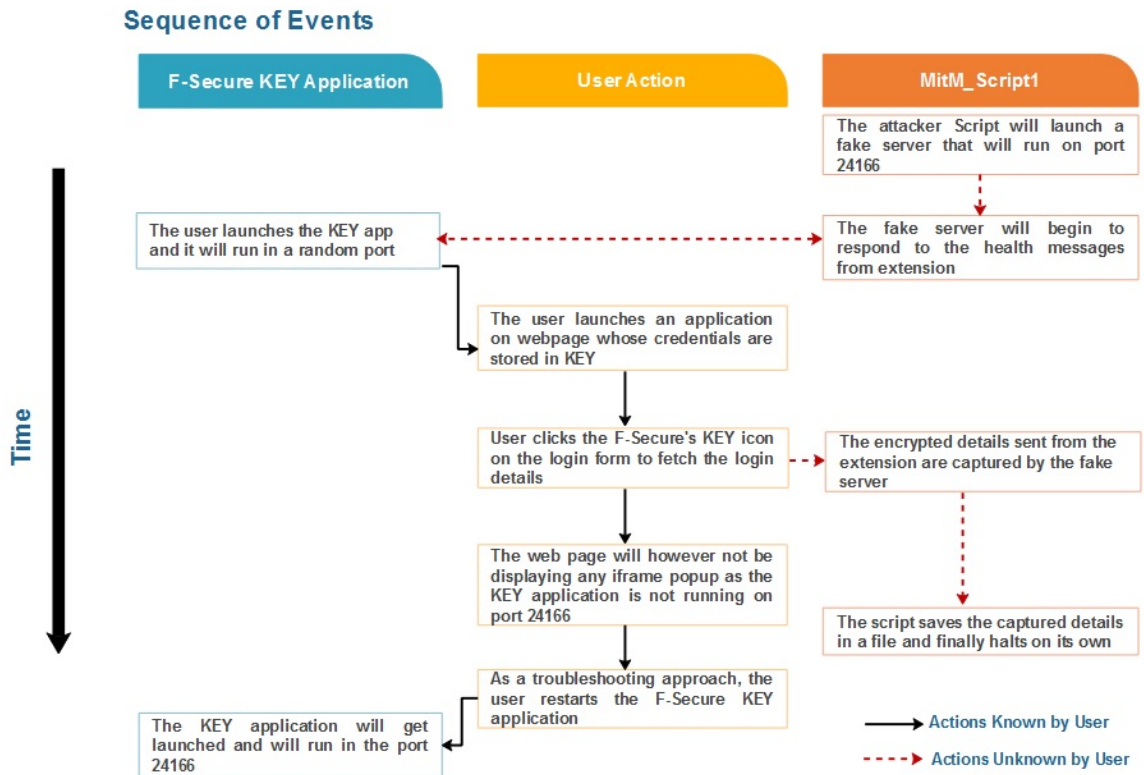 Sequence of Events
F-Secure KEY Application
User Action
MitM_Script1
The attacker Script will launch a
fake server that will run on port
24166
The user launches the KEY app
and it will run in a random port
The fake server will begin to
respond to the health messages
from extension
The user launches an application
on webpage whose credentials are
stored in KEY
Time
User clicks the F-Secure's KEY icon
on the login form to fetch the login
details
The encrypted details sent from the
extension are captured by the fake
server
The web page will however not be
displaying any iframe popup as the
KEY application is not running on
port 24166
The script saves the captured details
in a file and finally halts on its own
As a troubleshooting approach, the
user restarts the F-Secure KEY
application
The KEY application will get
launched and will run in the port
24166
Actions Known by User
Actions Unknown by User